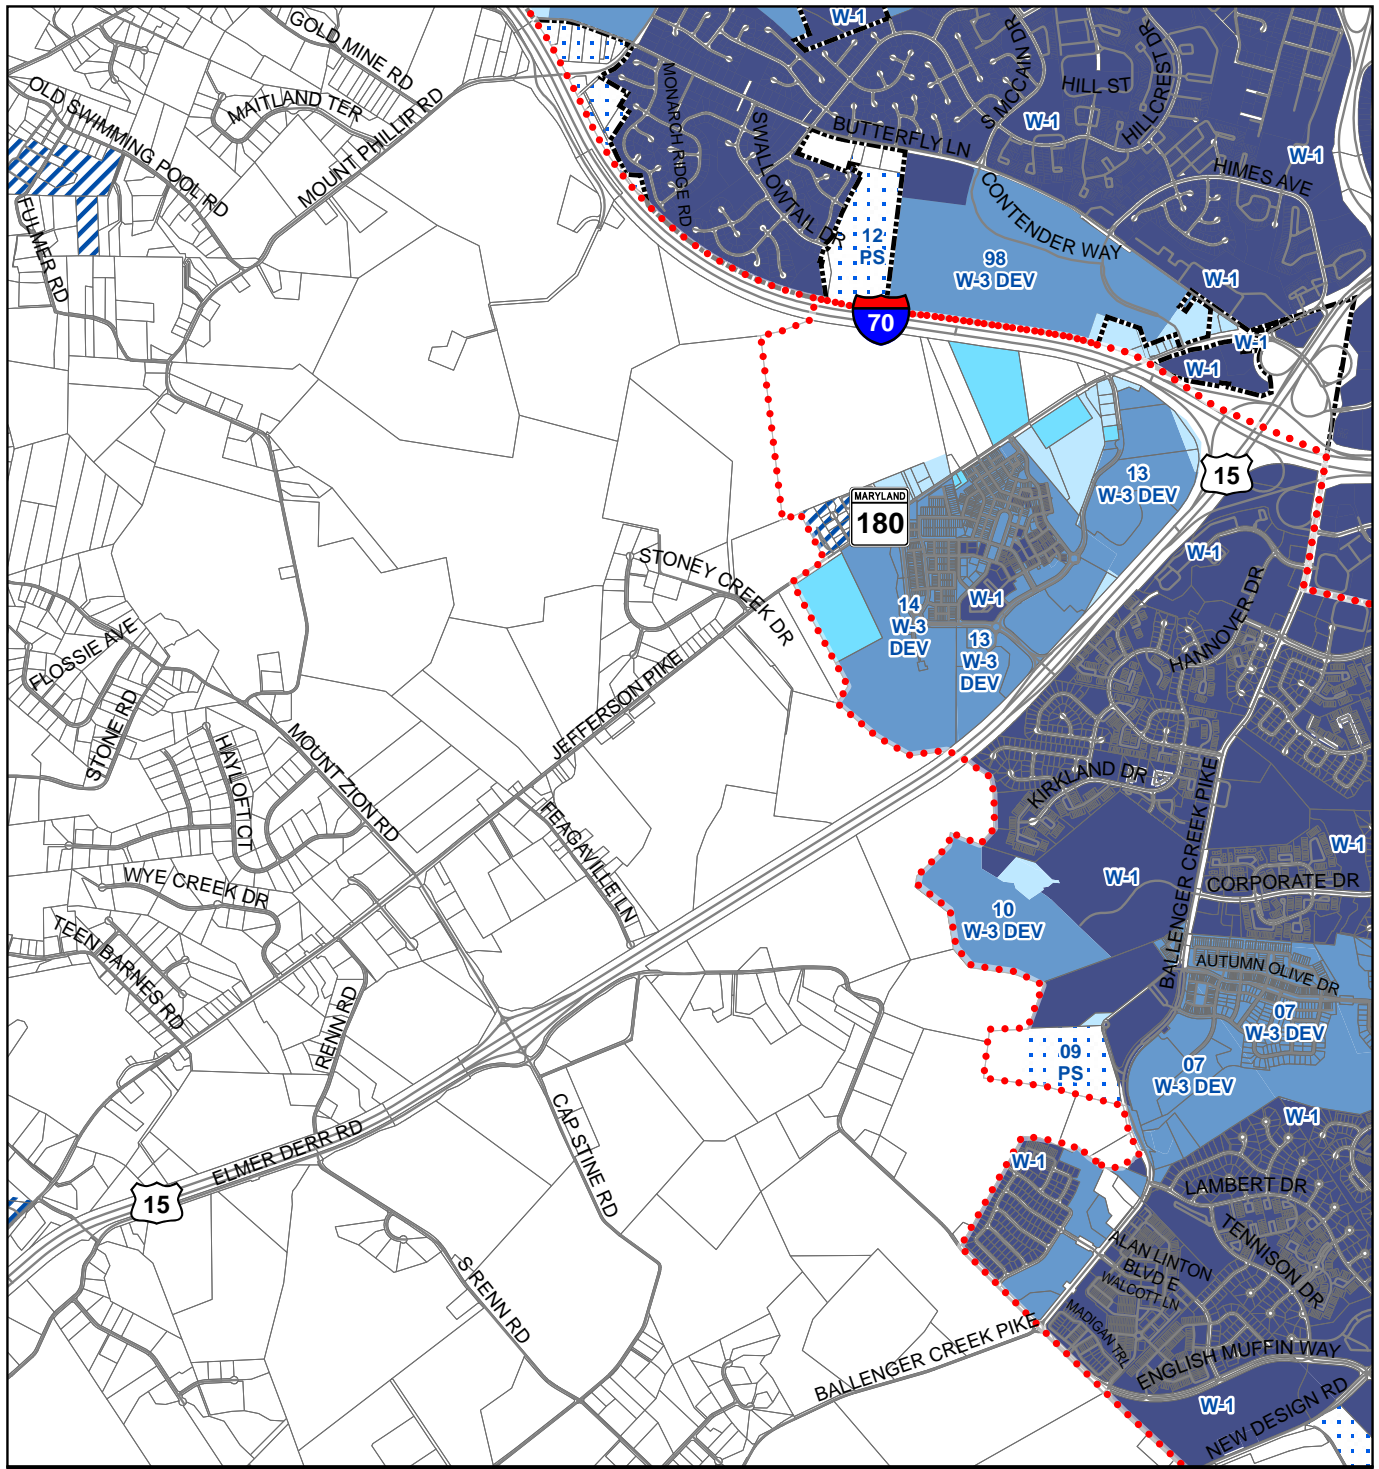 W-1
GOLD MINE RD
S MCCAIN DR
HILLCREST DR
HILL ST
OLD SWIMMING POOL RD
MAITLAND TER
MOUNT PHILLIP RD
MONARCH RIDGE RD
SWALLOWTAIL DR
BUTTERFLY LN
W-1
W-1
HIMES AVE
CONTENDER WAY
FULMER RD
12
PS
98
W-3 DEV
W-1
70
W-1
W-1
13
W-3 DEV
15
MARYLAND
180
W-1
STONEY CREEK DR
HANNOVER DR
14
W-3
DEV
W-1
13
W-3
DEV
FLOSSIE AVE
STONE RD
JEFFERSON PIKE
HAYLOFT CT
MOUNT ZION RD
KIRKLAND DR
BALLENGER CREEK PIKE
FEAGAVILLE LN
W-1
W-1
CORPORATE DR
WYE CREEK DR
10
W-3 DEV
TEEN BARNES RD
AUTUMN OLIVE DR
RENN RD
07
W-3 DEV
09
PS
07
W-3 DEV
CAP STINE RD
W-1
ELMER DERR RD
W-1
LAMBERT DR
15
TENNISON DR
ALAN LINTON
BLVD E
WALCOTT LN
S RENN RD
MADIGAN TRL
BALLENGER CREEK PIKE
ENGLISH MUFFIN WAY
W-1
NEW DESIGN RD